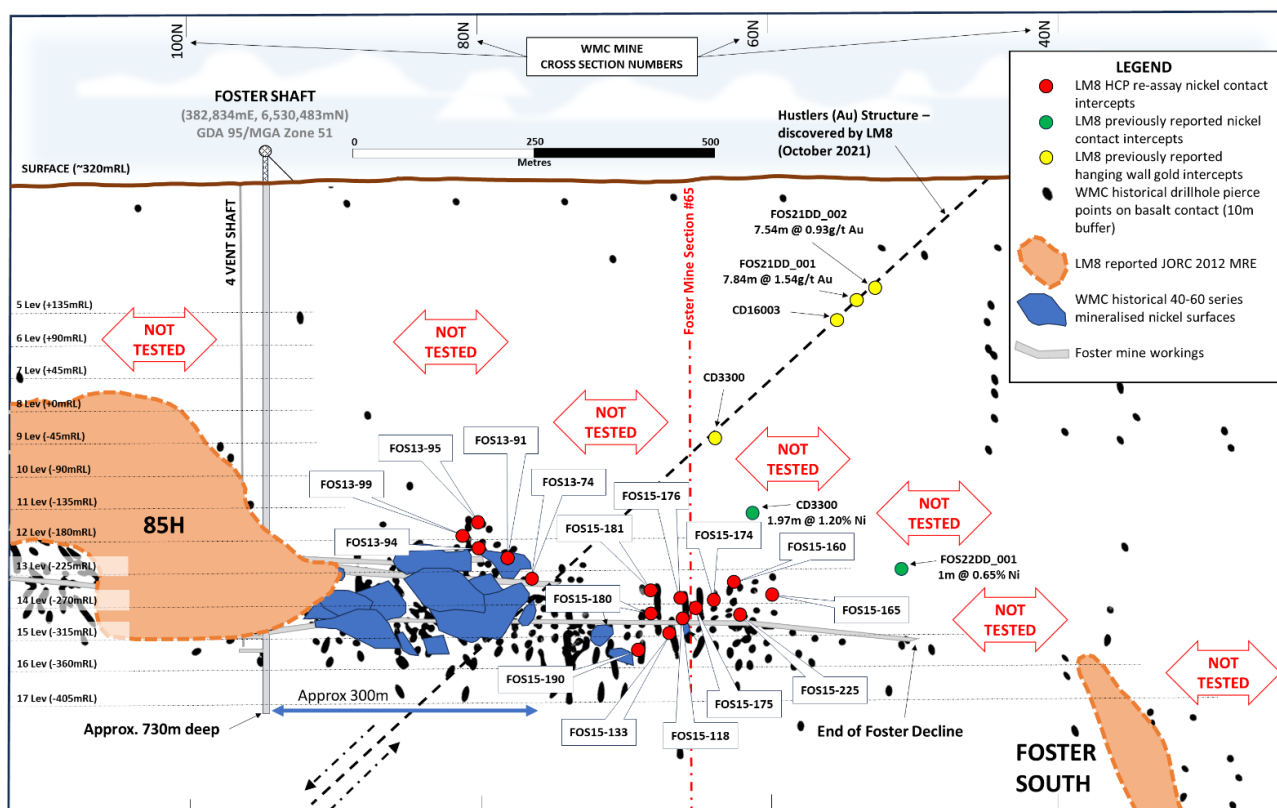 100N
80N
60N
40N
WMC MINE
CROSS SECTION NUMBERS
FOSTER SHAFT
(382,834mE, 6,530,483mN)
GDA 95/MGA Zone 51
0
250
500
Metres
SURFACE (~320mRL)
Hustlers (Au) Structure –
discovered by LM8
(October 2021)
LEGEND
LM8 HCP re-assay nickel contact
intercepts
LM8 previously reported nickel
contact intercepts
LM8 previously reported
hanging wall gold intercepts
WMC historical drillhole pierce
points on basalt contact (10m
buffer)
LM8 reported JORC 2012 MRE
WMC historical 40-60 series
mineralised nickel surfaces
Foster mine workings
4 VENT SHAFT
Foster Mine Section #65
FOS21DD_002
7.54m @ 0.93g/t Au
FOS21DD_001
7.84m @ 1.54g/t Au
CD16003
CD3300
5 Lev (+135mRL)
6 Lev (+90mRL)
7 Lev (+45mRL)
8 Lev (+0mRL)
9 Lev (-45mRL)
10 Lev (-90mRL)
11 Lev (-135mRL)
12 Lev (-180mRL)
13 Lev (-225mRL)
14 Lev (-270mRL)
15 Lev (-315mRL)
16 Lev (-360mRL)
17 Lev (-405mRL)
NOT
TESTED
NOT
TESTED
NOT
TESTED
NOT
TESTED
NOT
TESTED
NOT
TESTED
NOT
TESTED
85H
FOS13-99
FOS13-95
FOS13-91
FOS13-74
FOS13-94
FOS15-176
FOS15-181
FOS15-174
FOS15-160
FOS15-180
FOS15-165
FOS15-190
FOS15-225
FOS15-175
FOS15-133
FOS15-118
CD3300
1.97m @ 1.20% Ni
FOS22DD_001
1m @ 0.65% Ni
Approx 300m
Approx. 730m deep
End of Foster Decline
FOSTER
SOUTH